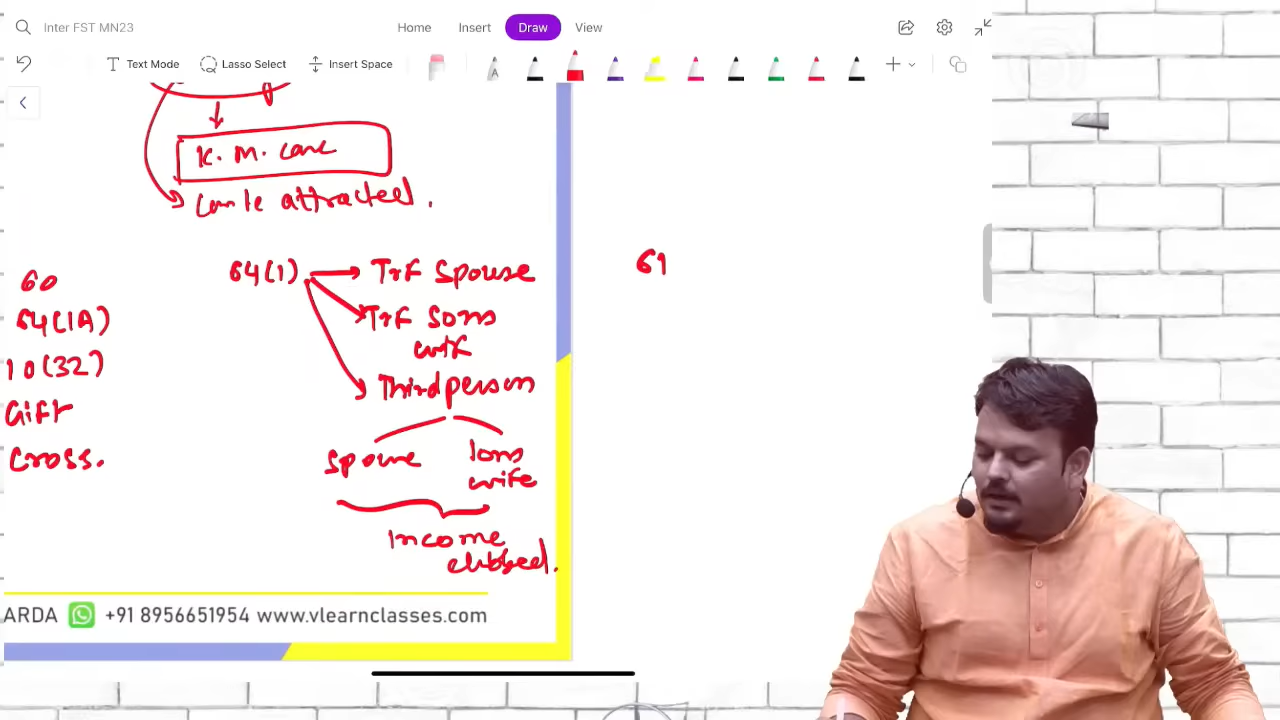 Inter FST MN23
Home Insert Draw View
Text Mode Lasso Select Insert Space
K. M. Cane
Can be attracted.
60
64(1A)
10(32)
Gift
Cross.
64(1) → Trf Spouse
Trf Sons
wife
Third person
Spouse Sons
wife
Income
clubbed.
61
ARDA +91 8956651954 www.vlearnclasses.com